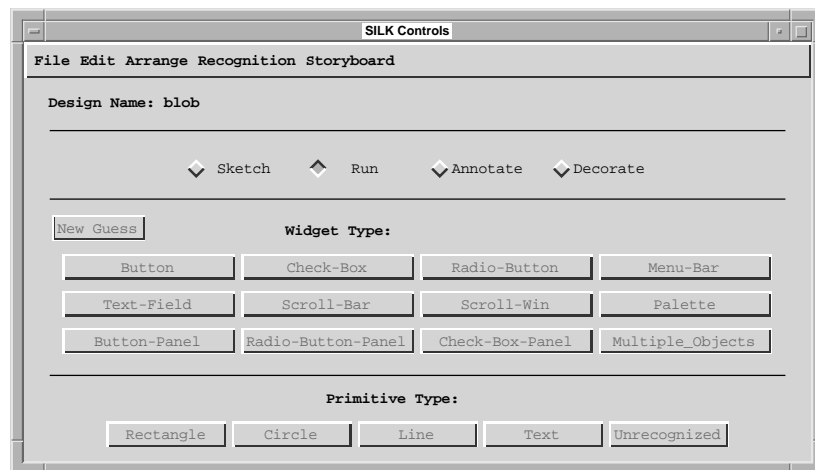 SILK Controls
File Edit Arrange Recognition Storyboard
Design Name: blob
Sketch Run Annotate Decorate
New Guess Widget Type:
Button Check-Box Radio-Button Menu-Bar
Text-Field Scroll-Bar Scroll-Win Palette
Button-Panel Radio-Button-Panel Check-Box-Panel Multiple_Objects
Primitive Type:
Rectangle Circle Line Text Unrecognized